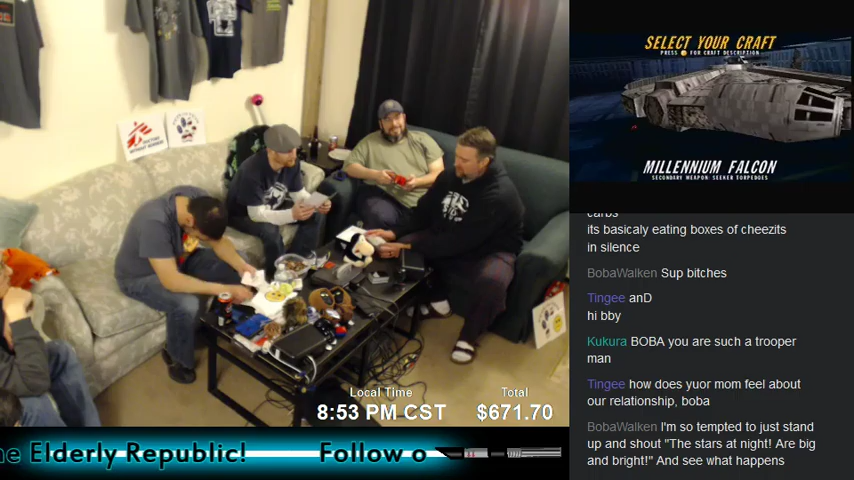 SELECT YOUR CRAFT
PRESS FOR CRAFT DESCRIPTION
MILLENNIUM FALCON
SECONDARY WEAPON: SEEKER TORPEDOES
carbs
its basicaly eating boxes of cheezits
in silence
BobaWalken Sup bitches
Tingee anD
hi bby
Kukura BOBA you are such a trooper
man
Tingee how does yuor mom feel about
our relationship, boba
BobaWalken I'm so tempted to just stand
up and shout "The stars at night! Are big
and bright!" And see what happens
Local Time
8:53 PM CST
Total
$671.70
he Elderly Republic!
Follow o